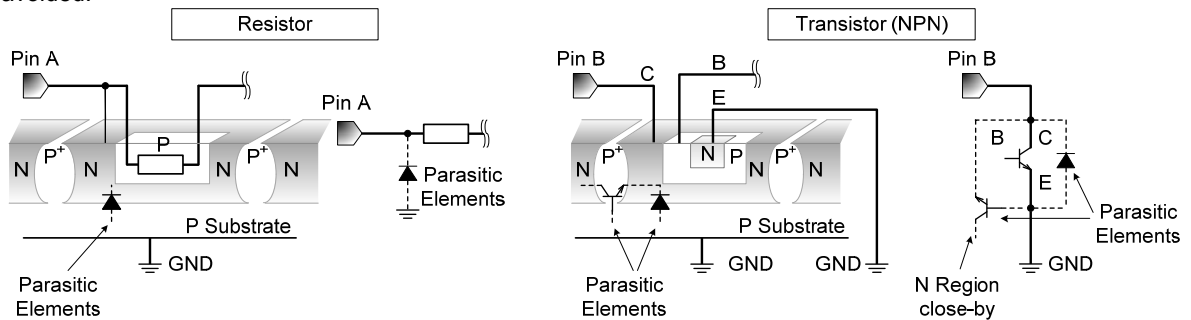 Resistor
Transistor (NPN)
Pin A
Pin B
C
B
E
Pin B
Pin A
N
P+
N
P
P+
N
Parasitic
Elements
P Substrate
GND
Parasitic
Elements
N
P+
N
N
P
P+
N
P Substrate
GND
GND
Parasitic
Elements
B
C
E
Parasitic
Elements
GND
N Region
close-by